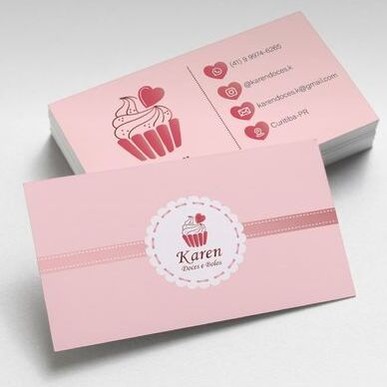 (41) 9 9974-6265
@karendoces.k
karendoces.k@gmail.com
Curitiba-PR
Karen
Doces e Bolos